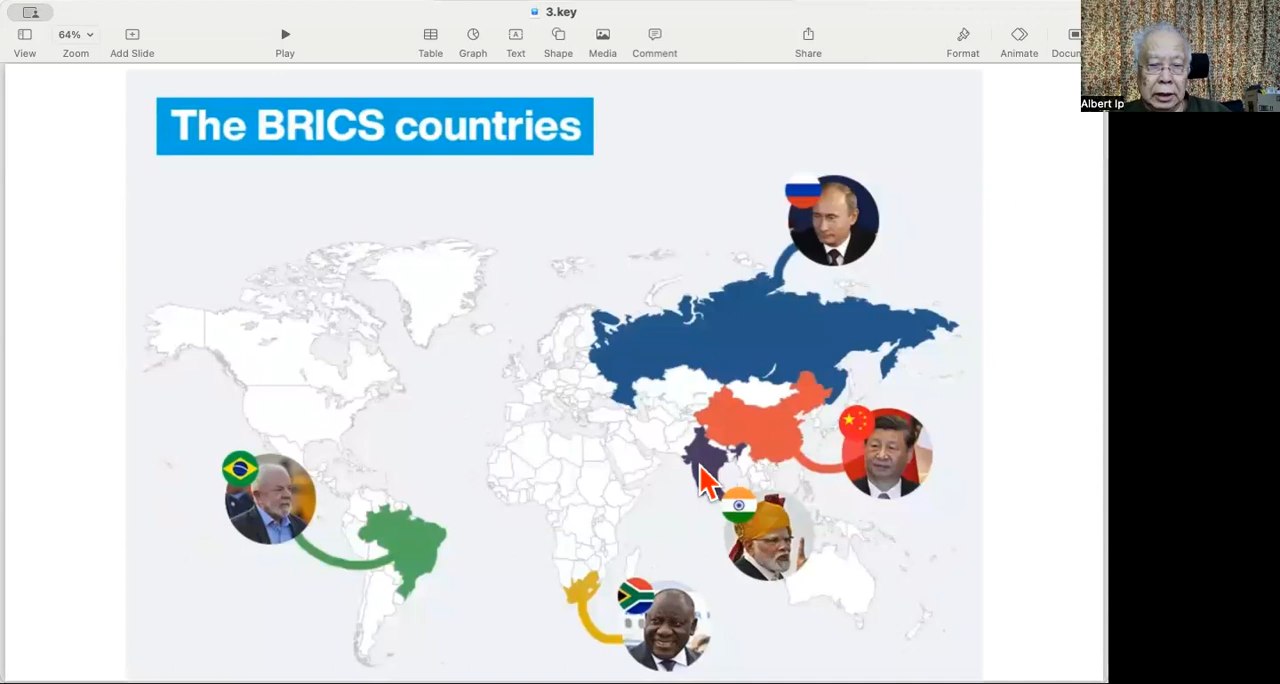 3.key
64%
View
Zoom
Add Slide
Play
Table
Graph
Text
Shape
Media
Comment
Share
Format
Animate
Docum
Albert Ip
The BRICS countries